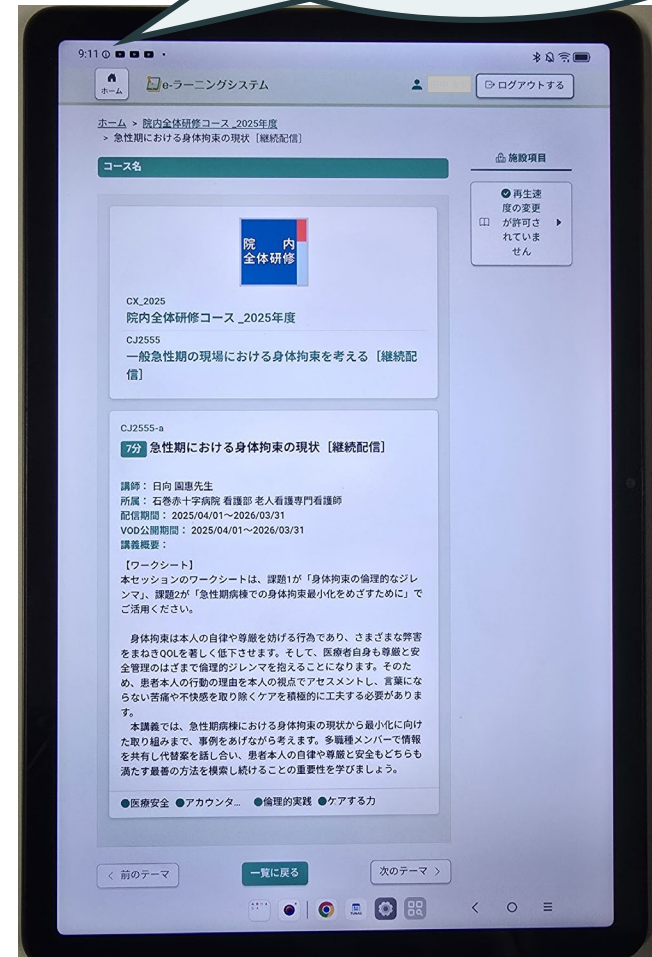 9:11
ホーム
e-ラーニングシステム
ログアウトする
ホーム > 院内全体研修コース_2025年度
> 急性期における身体拘束の現状［継続配信］
コース名
施設項目
再生速
度の変更
が許可さ
れていま
せん
院 内
全体研修
CX_2025
院内全体研修コース_2025年度
CJ2555
一般急性期の現場における身体拘束を考える［継続配
信］
CJ2555-a
7分 急性期における身体拘束の現状［継続配信］
講師： 日向 園惠先生
所属： 石巻赤十字病院 看護部 老人看護専門看護師
配信期間： 2025/04/01～2026/03/31
VOD公開期間： 2025/04/01～2026/03/31
講義概要：
【ワークシート】
本セッションのワークシートは、課題1が「身体拘束の倫理的なジレ
ンマ」、課題2が「急性期病棟での身体拘束最小化をめざすために」で
ご活用ください。
身体拘束は本人の自律や尊厳を妨げる行為であり、さまざまな弊害
をまねきQOLを著しく低下させます。そして、医療者自身も尊厳と安
全管理のはざまで倫理的ジレンマを抱えることになります。そのた
め、患者本人の行動の理由を本人の視点でアセスメントし、言葉にな
らない苦痛や不快感を取り除くケアを積極的に工夫する必要がありま
す。
本講義では、急性期病棟における身体拘束の現状から最小化に向け
た取り組みまで、事例をあげながら考えます。多職種メンバーで情報
を共有し代替案を話し合い、患者本人の自律や尊厳と安全もどちらも
満たす最善の方法を模索し続けることの重要性を学びましょう。
●医療安全 ●アカウンタ... ●倫理的実践 ●ケアする力
< 前のテーマ
一覧に戻る
次のテーマ >